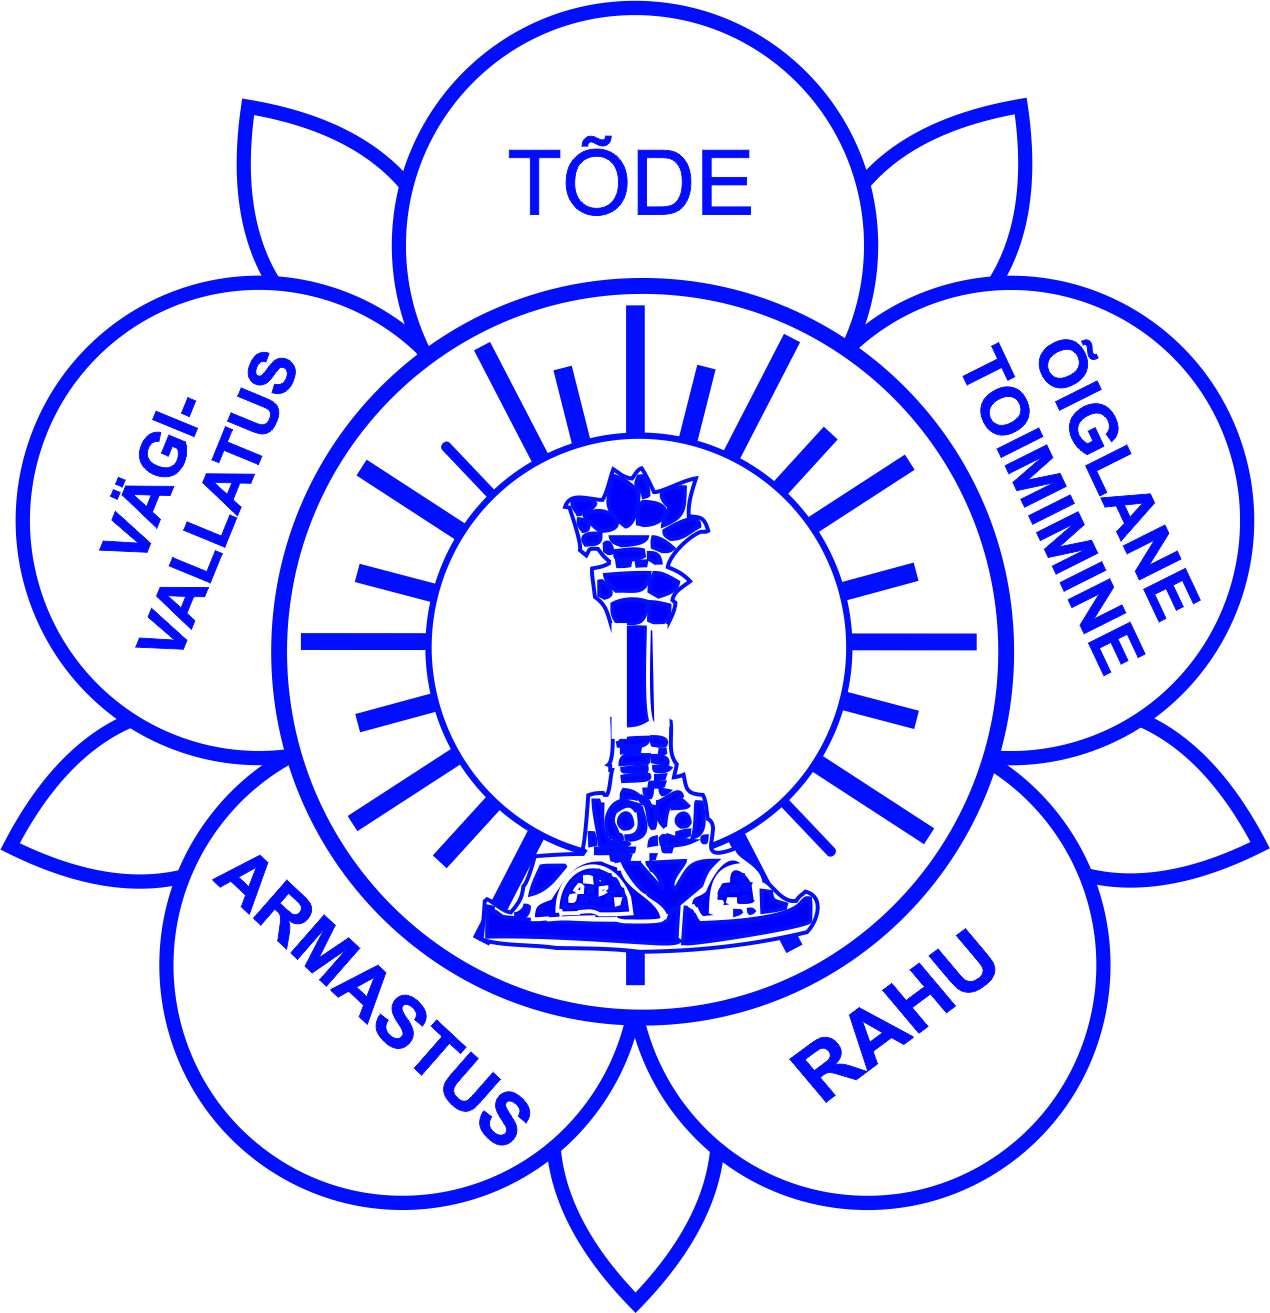 TÕDE
ÕIGLANE
TOIMIMINE
RAHU
ARMASTUS
VÄGI-
VALLATUS